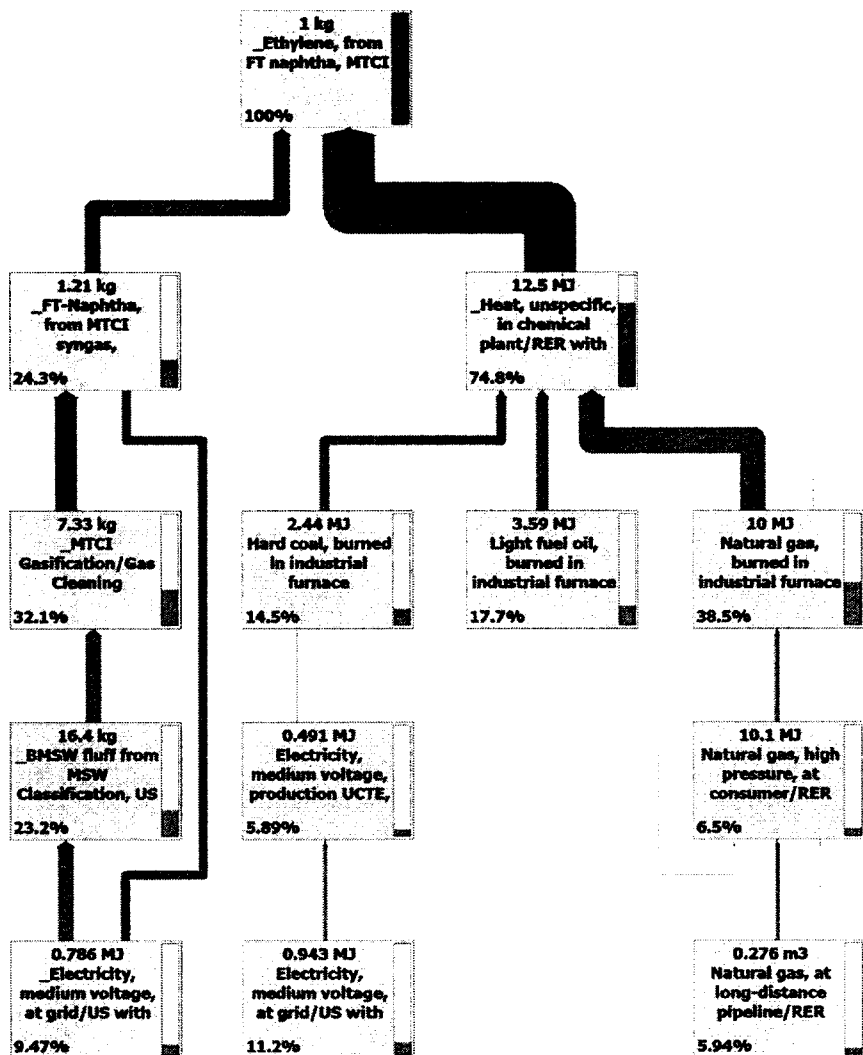 1 kg
_Ethylene, from
FT naphtha, MTCI
100%
1.21 kg
_FT-Naphtha,
from MTCI
syngas,
24.3%
12.5 MJ
_Heat, unspecific,
in chemical
plant/RER with
74.8%
7.33 kg
_MTCI
Gasification/Gas
Cleaning
32.1%
2.44 MJ
Hard coal, burned
in industrial
furnace
14.5%
3.59 MJ
Light fuel oil,
burned in
industrial furnace
17.7%
10 MJ
Natural gas,
burned in
industrial furnace
38.5%
16.4 kg
_BMSW fluff from
MSW
Classification, US
23.2%
0.491 MJ
Electricity,
medium voltage,
production UCTE,
5.89%
10.1 MJ
Natural gas, high
pressure, at
consumer/RER
6.5%
0.786 MJ
_Electricity,
medium voltage,
at grid/US with
9.47%
0.943 MJ
Electricity,
medium voltage,
at grid/US with
11.2%
0.276 m3
Natural gas, at
long-distance
pipeline/RER
5.94%